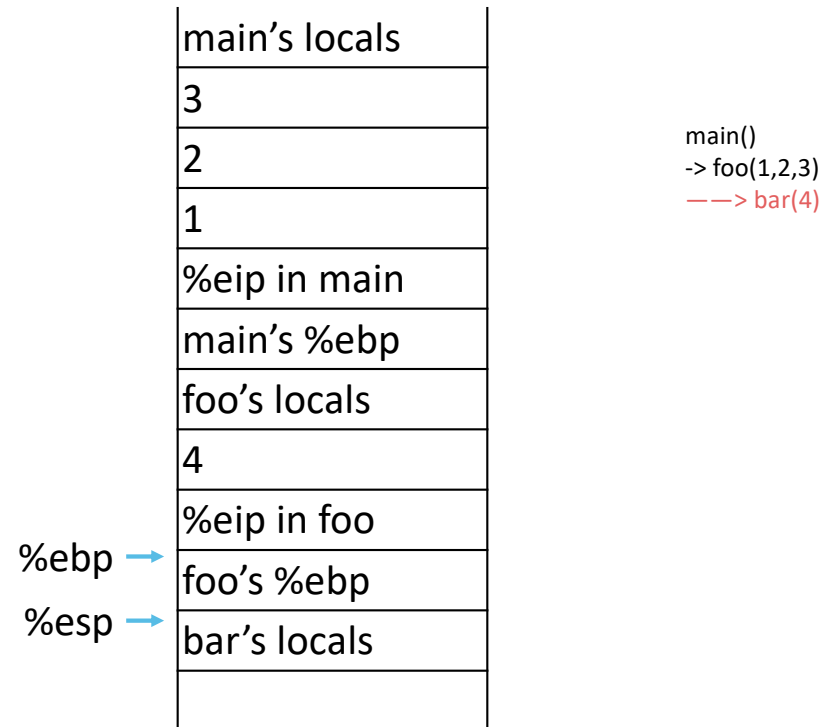 main’s locals
3
2
1
%eip in main
main’s %ebp
foo’s locals
4
%eip in foo
%ebp
foo’s %ebp
%esp
bar’s locals
main()
-> foo(1,2,3)
——> bar(4)